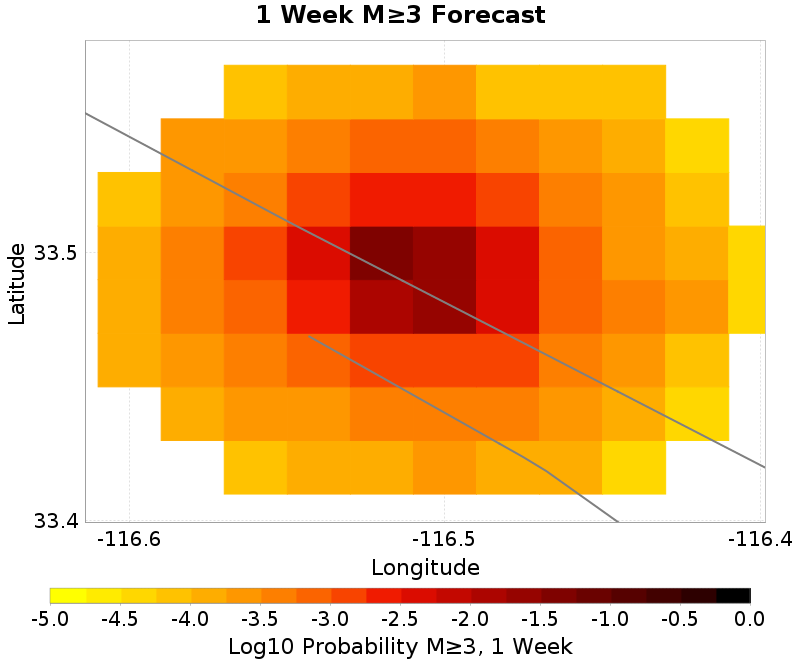 1 Week M≥3 Forecast
Latitude
33.5
33.4
-116.6 -116.5 -116.4
Longitude
-5.0 -4.5 -4.0 -3.5 -3.0 -2.5 -2.0 -1.5 -1.0 -0.5 0.0
Log10 Probability M≥3, 1 Week